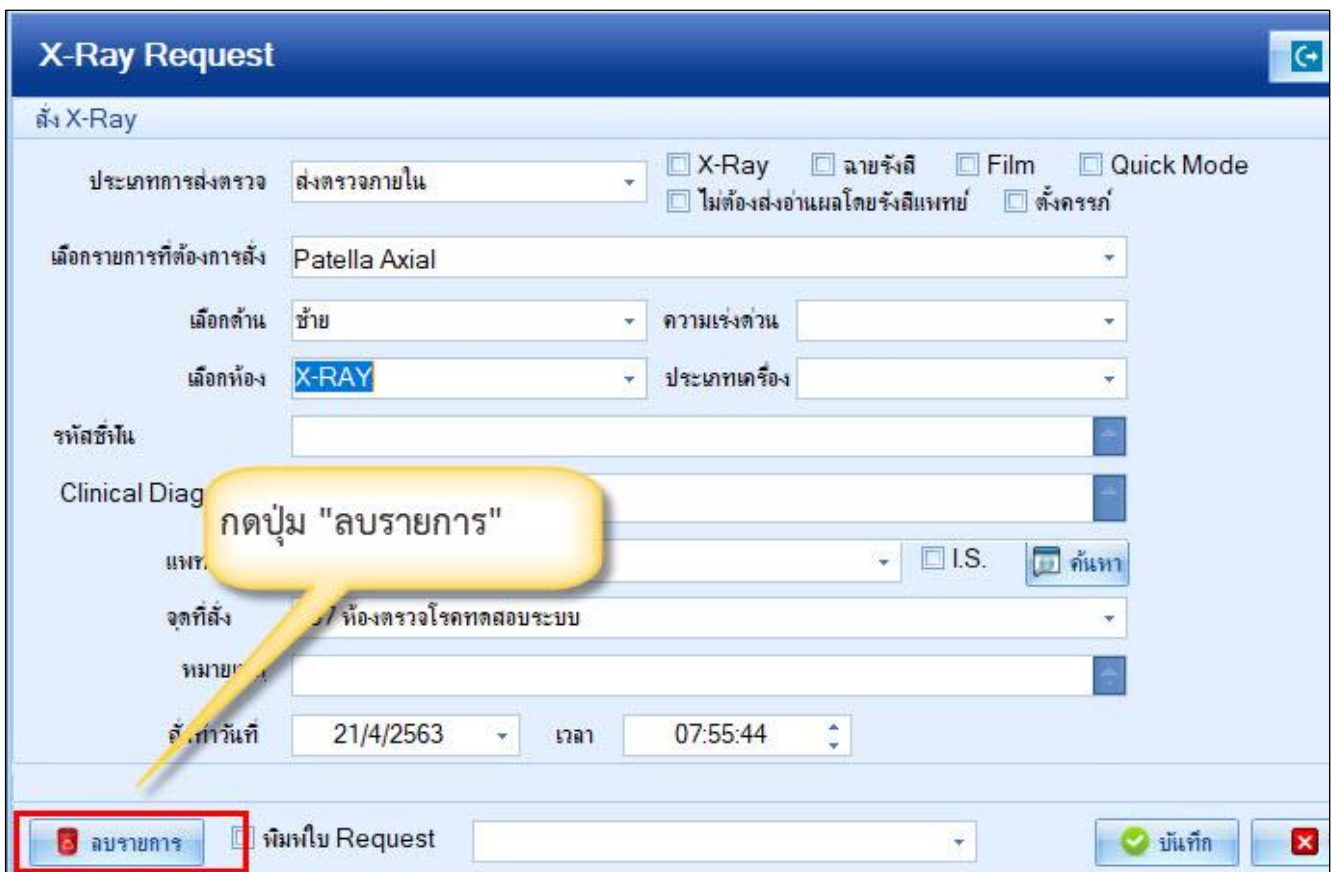 X-Ray Request
สั่ง X-Ray
ประเภทการส่งตรวจ ส่งตรวจภายใน X-Ray ฉายรังสี Film Quick Mode
ไม่ต้องส่งอ่านผลโดยรังสีแพทย์ ตั้งครรภ์
เลือกรายการที่ต้องการสั่ง Patella Axial
เลือกด้าน ซ้าย ความเร่งด่วน
เลือกห้อง X-RAY ประเภทเครื่อง
รหัสซี่ฟัน
Clinical Diag
กดปุ่ม "ลบรายการ"
I.S. ค้นหา
จุดที่สั่ง ห้องตรวจโรคทดสอบระบบ
สั่งทำวันที่ 21/4/2563 เวลา 07:55:44
ลบรายการ พิมพ์ใบ Request บันทึก